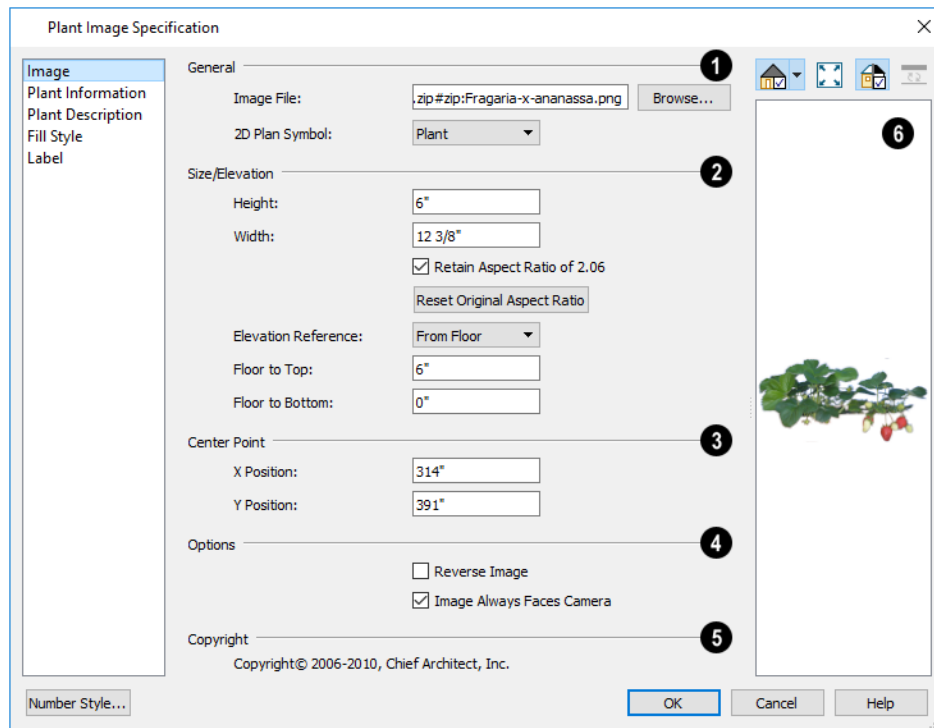 Plant Image Specification
Image
Plant Information
Plant Description
Fill Style
Label
General
1
Image File:
.zip#zip:Fragaria-x-ananassa.png
Browse...
2D Plan Symbol:
Plant
Size/Elevation
2
Height:
6"
Width:
12 3/8"
Retain Aspect Ratio of 2.06
Reset Original Aspect Ratio
Elevation Reference:
From Floor
Floor to Top:
6"
Floor to Bottom:
0"
Center Point
3
X Position:
314"
Y Position:
391"
Options
4
Reverse Image
Image Always Faces Camera
Copyright
5
Copyright© 2006-2010, Chief Architect, Inc.
6
Number Style...
OK
Cancel
Help